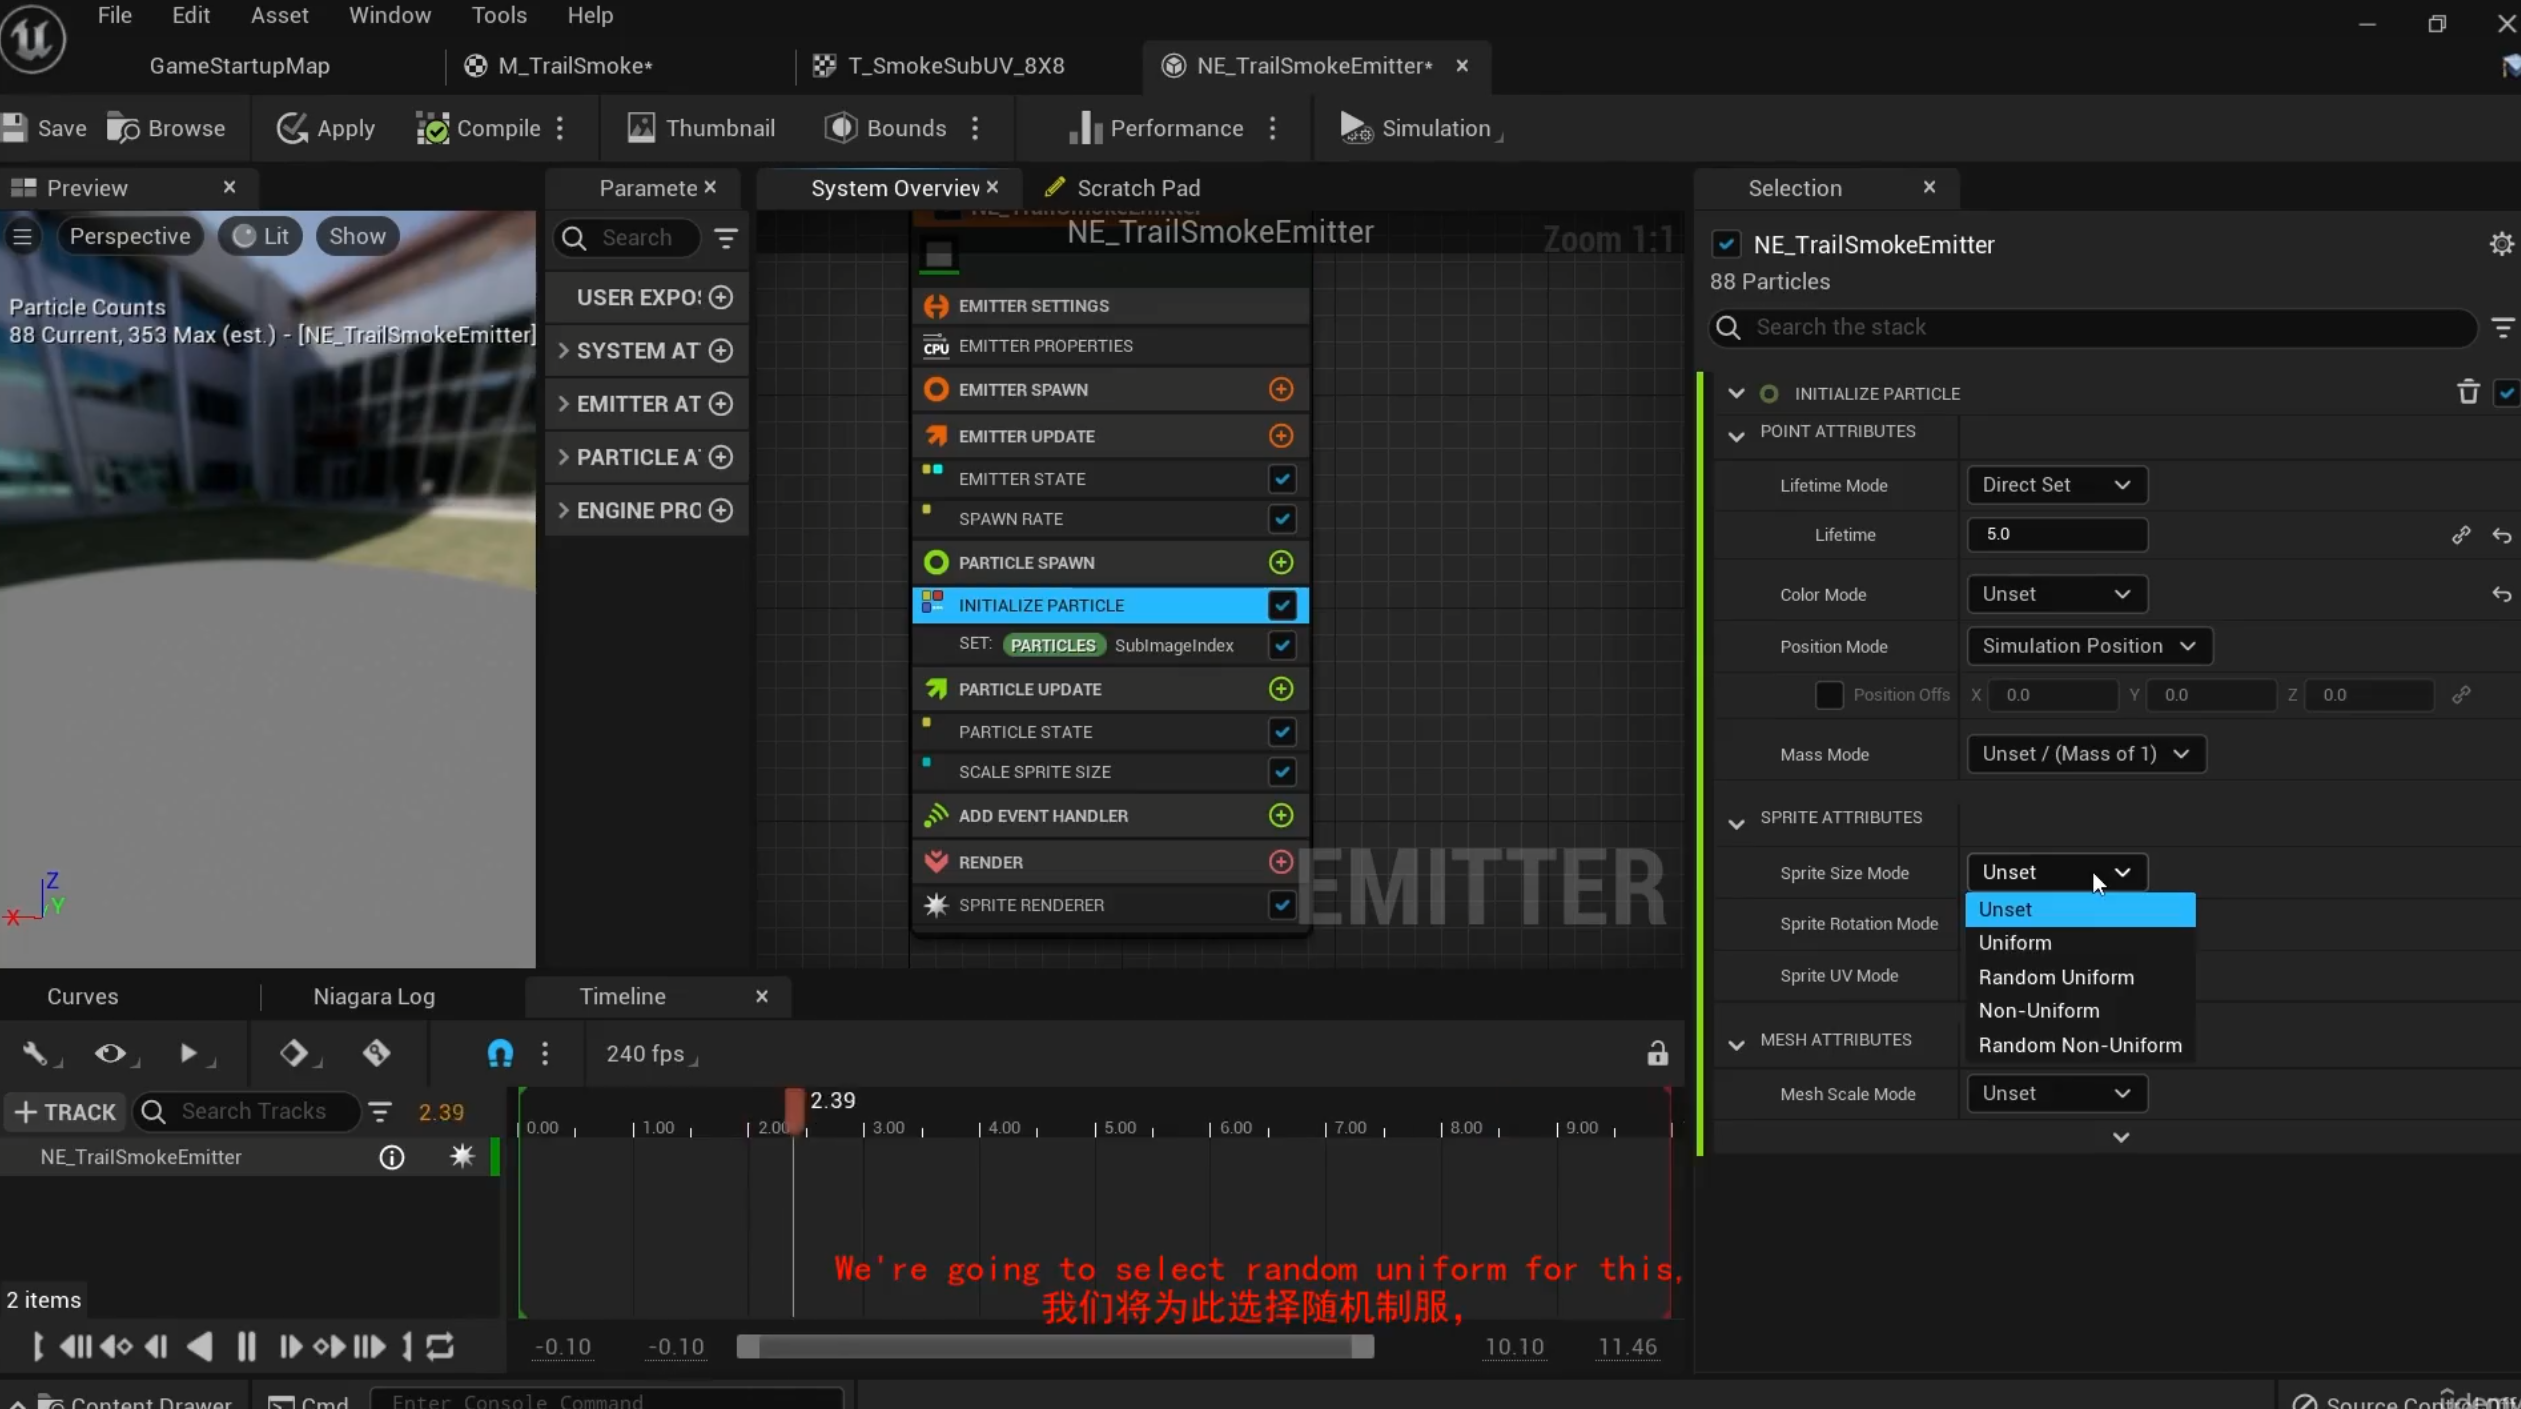 File Edit Asset Window Tools Help
GameStartupMap M_TrailSmoke* T_SmokeSubUV_8X8 NE_TrailSmokeEmitter*
Save Browse Apply Compile Thumbnail Bounds Performance Simulation
Preview Paramete System Overview Scratch Pad Selection
Perspective Lit Show
Particle Counts
88 Current, 353 Max (est.) - [NE_TrailSmokeEmitter]
Z
Y
X
Search
USER EXPO
SYSTEM AT
EMITTER AT
PARTICLE A
ENGINE PRO
NE_TrailSmokeEmitter
NE_TrailSmokeEmitter
Zoom 1:1
EMITTER SETTINGS
CPU EMITTER PROPERTIES
EMITTER SPAWN
EMITTER UPDATE
EMITTER STATE
SPAWN RATE
PARTICLE SPAWN
INITIALIZE PARTICLE
SET: PARTICLES SubImageIndex
PARTICLE UPDATE
PARTICLE STATE
SCALE SPRITE SIZE
ADD EVENT HANDLER
RENDER
SPRITE RENDERER
EMITTER
NE_TrailSmokeEmitter
88 Particles
Search the stack
INITIALIZE PARTICLE
POINT ATTRIBUTES
Lifetime Mode Direct Set
Lifetime 5.0
Color Mode Unset
Position Mode Simulation Position
Position Offs X 0.0 Y 0.0 Z 0.0
Mass Mode Unset / (Mass of 1)
SPRITE ATTRIBUTES
Sprite Size Mode Unset
Unset
Sprite Rotation Mode
Uniform
Sprite UV Mode
Random Uniform
Non-Uniform
MESH ATTRIBUTES
Random Non-Uniform
Mesh Scale Mode Unset
Curves Niagara Log Timeline
240 fps
TRACK Search Tracks 2.39
2.39
0.00 1.00 2.00 3.00 4.00 5.00 6.00 7.00 8.00 9.00
NE_TrailSmokeEmitter
We're going to select random uniform for this,
我们将为此选择随机制服，
2 items
-0.10 -0.10 10.10 11.46
Content Drawer Cmd Enter Console Command
Source